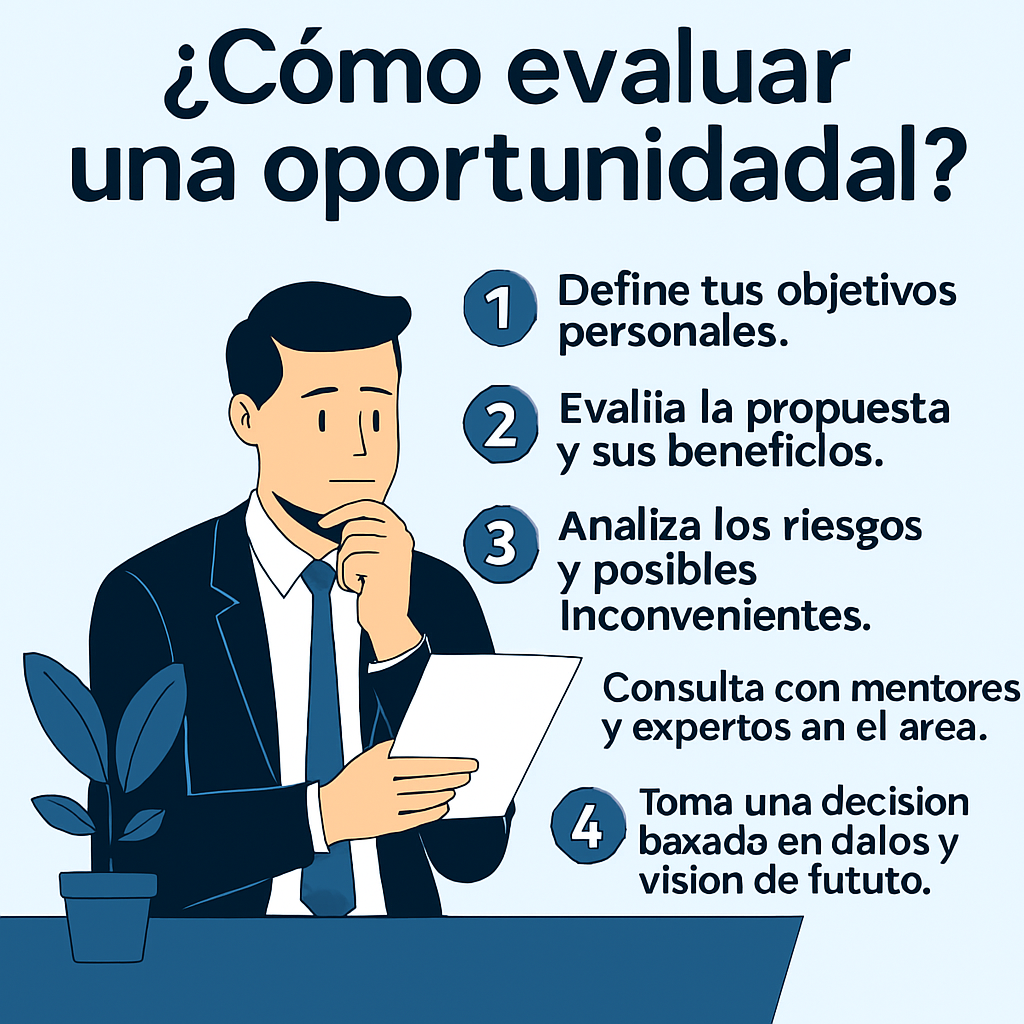 ¿Cómo evaluar
una oportunidadal?
1 Define tus objetivos
personales.
2 Evaliia la propuesta
y sus beneficlos.
3 Analiza los riesgos
y posibles
Inconvenientes.
Consulta con mentores
y expertos an el area.
4 Toma una decision
baxada en dalos y
vision de fututo.